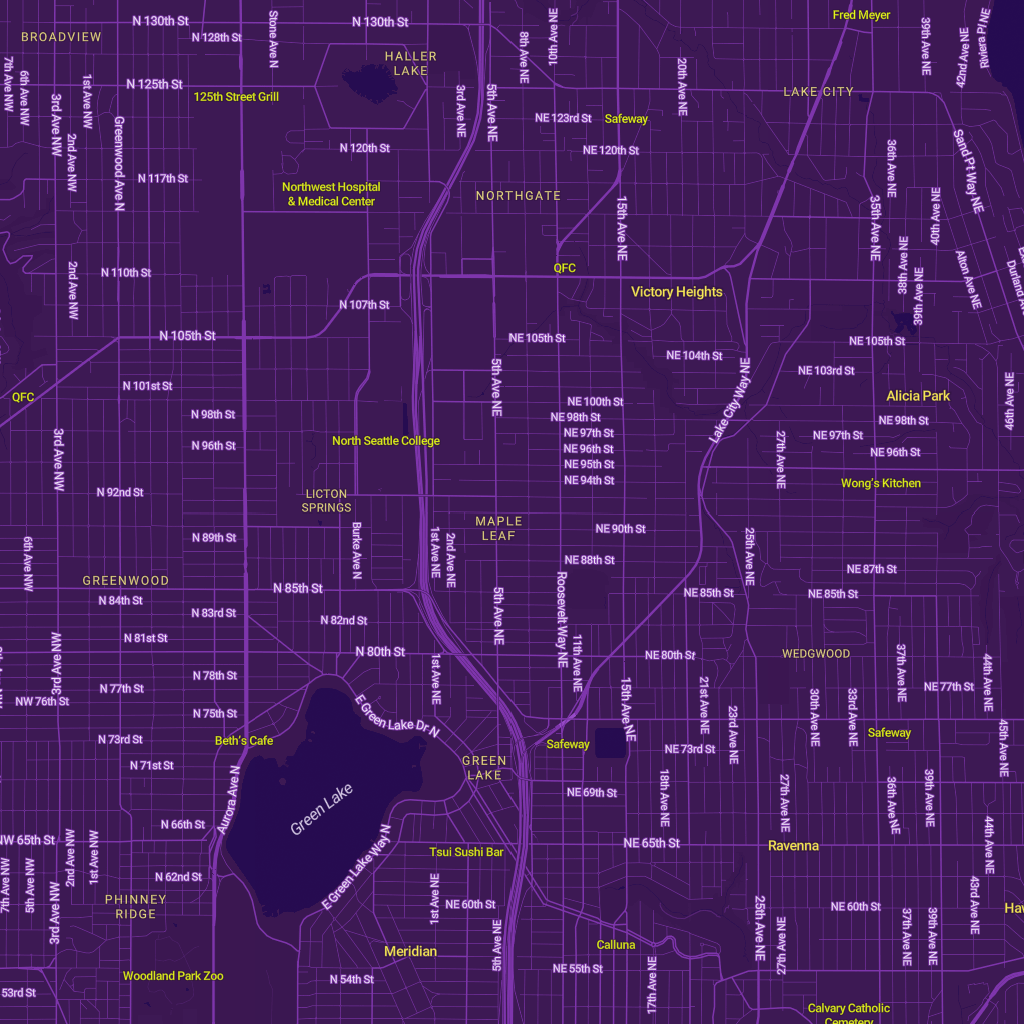 N 130th St
N 130th St
Fred Meyer
BROADVIEW
N 128th St
Stone Ave N
8th Ave NE
10th Ave NE
39th Ave NE
42nd Ave NE
Riviera Pl NE
HALLER
LAKE
7th Ave NW
6th Ave NW
1st Ave NW
N 125th St
125th Street Grill
3rd Ave NE
5th Ave NE
20th Ave NE
LAKE CITY
3rd Ave NW
NE 123rd St
Safeway
Greenwood Ave N
2nd Ave NW
N 120th St
NE 120th St
36th Ave NE
Sand Pt Way NE
N 117th St
Northwest Hospital
& Medical Center
NORTHGATE
15th Ave NE
35th Ave NE
40th Ave NE
2nd Ave NW
N 110th St
QFC
38th Ave NE
39th Ave NE
Alton Ave NE
Durland Av
Victory Heights
N 107th St
N 105th St
NE 105th St
NE 105th St
NE 104th St
Lake City Way NE
NE 103rd St
N 101st St
5th Ave NE
QFC
NE 100th St
Alicia Park
46th Ave NE
N 98th St
NE 98th St
NE 98th St
North Seattle College
NE 97th St
NE 97th St
N 96th St
NE 96th St
NE 96th St
3rd Ave NW
NE 95th St
27th Ave NE
NE 94th St
Wong's Kitchen
N 92nd St
LICTON
SPRINGS
MAPLE
LEAF
NE 90th St
N 89th St
Burke Ave N
1st Ave NE
2nd Ave NE
25th Ave NE
6th Ave NW
NE 88th St
NE 87th St
GREENWOOD
N 85th St
NE 85th St
NE 85th St
N 84th St
N 83rd St
5th Ave NE
Roosevelt Way NE
N 82nd St
N 81st St
3rd Ave NW
N 80th St
NE 80th St
WEDGWOOD
11th Ave NE
1st Ave NE
37th Ave NE
44th Ave NE
N 78th St
N 77th St
NE 77th St
NW 76th St
15th Ave NE
21st Ave NE
23rd Ave NE
30th Ave NE
33rd Ave NE
E Green Lake Dr N
N 75th St
Safeway
45th Ave NE
N 73rd St
Beth's Cafe
Safeway
NE 73rd St
N 71st St
GREEN
LAKE
Aurora Ave N
Green Lake
NE 69th St
18th Ave NE
27th Ave NE
36th Ave NE
39th Ave NE
N 66th St
NW 65th St
NE 65th St
Ravenna
44th Ave NE
E Green Lake Way N
Tsui Sushi Bar
7th Ave NW
5th Ave NW
2nd Ave NW
1st Ave NW
N 62nd St
3rd Ave NW
PHINNEY
RIDGE
1st Ave NE
NE 60th St
NE 60th St
43rd Ave NE
Hav
5th Ave NE
25th Ave NE
27th Ave NE
37th Ave NE
39th Ave NE
Calluna
Meridian
Woodland Park Zoo
N 54th St
NE 55th St
17th Ave NE
53rd St
Calvary Catholic
Cemetery